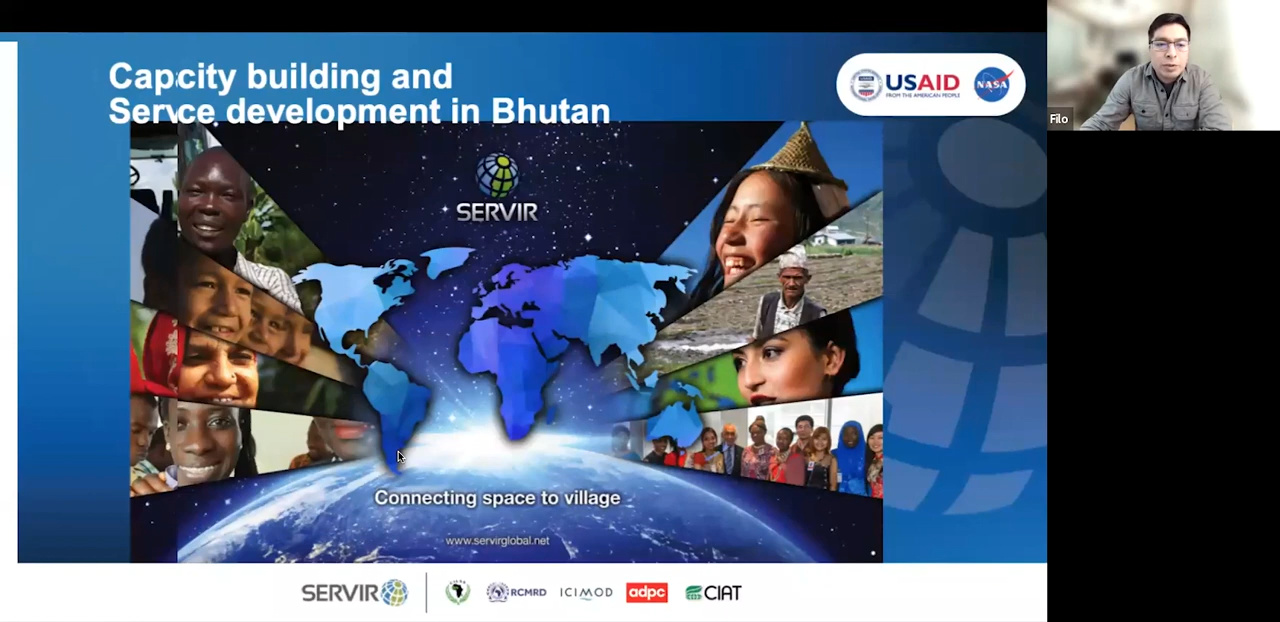 Capcity building and
Servce development in Bhutan
USAID
FROM THE AMERICAN PEOPLE
NASA
Filo
SERVIR
Connecting space to village
www.servirglobal.net
SERVIR
RCMRD
ICIMOD
adpc
CIAT